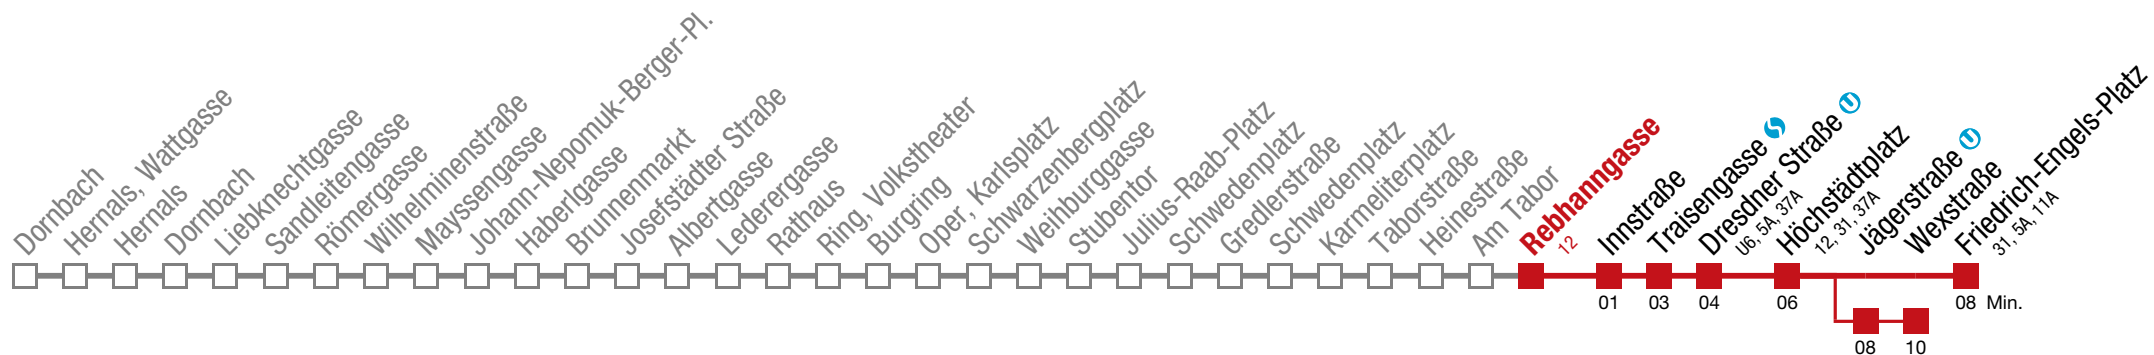 Dornbach
Hernals, Wattgasse
Hernals
Dornbach
Liebknechtgasse
Sandleitengasse
Römergasse
Wilhelminenstraße
Mayssengasse
Johann-Nepomuk-Berger-Pl.
Haberlgasse
Brunnenmarkt
Josefstädter Straße
Albertgasse
Lederergasse
Rathaus
Ring, Volkstheater
Burgring
Oper, Karlsplatz
Schwarzenbergplatz
Weihburggasse
Stubentor
Julius-Raab-Platz
Schwedenplatz
Gredlerstraße
Schwedenplatz
Karmeliterplatz
Taborstraße
Heinestraße
Am Tabor
Rebhanngasse
12
Innstraße
Traisengasse
Dresdner Straße U
U6, 5A, 37A
Höchstädtplatz
12, 31, 37A
Jägerstraße U
Wexstraße
Friedrich-Engels-Platz
31, 5A, 11A
01 03 04 06 08 Min.
08 10